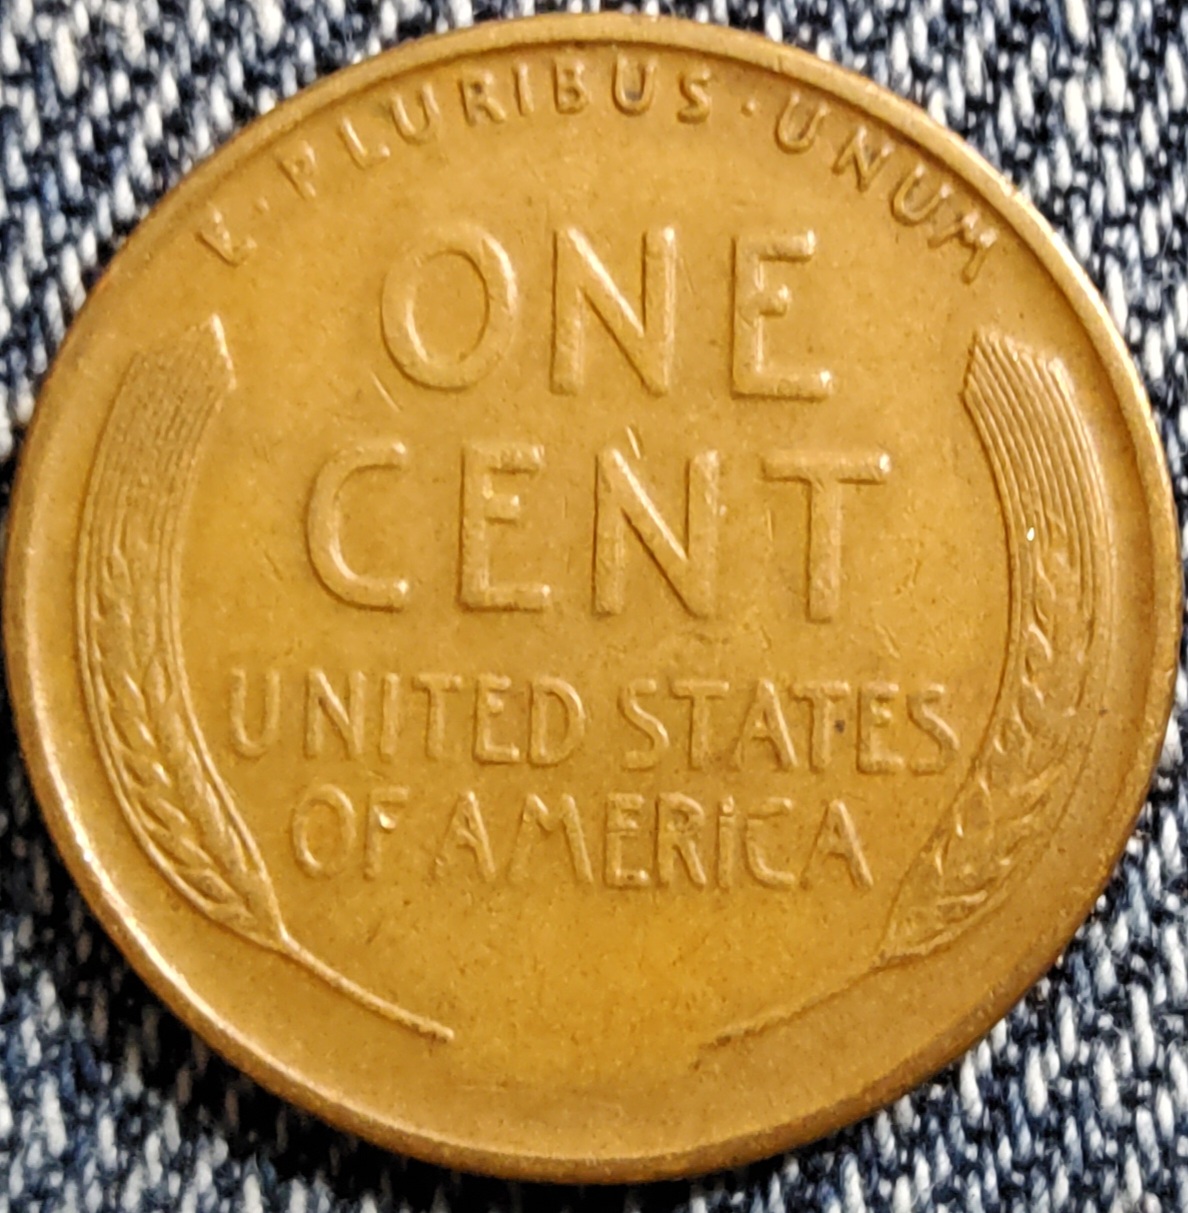 E·PLURIBUS·UNUM
ONE
CENT
UNITED STATES
OF AMERICA